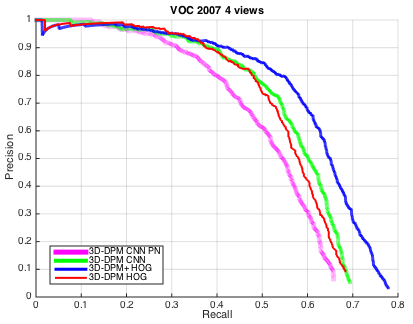 VOC 2007 4 views
Precision
1
0.9
0.8
0.7
0.6
0.5
0.4
0.3
0.2
0.1
0
3D-DPM CNN PN
3D-DPM CNN
3D-DPM+HOG
3D-DPM HOG
0 0.1 0.2 0.3 0.4 0.5 0.6 0.7 0.8
Recall